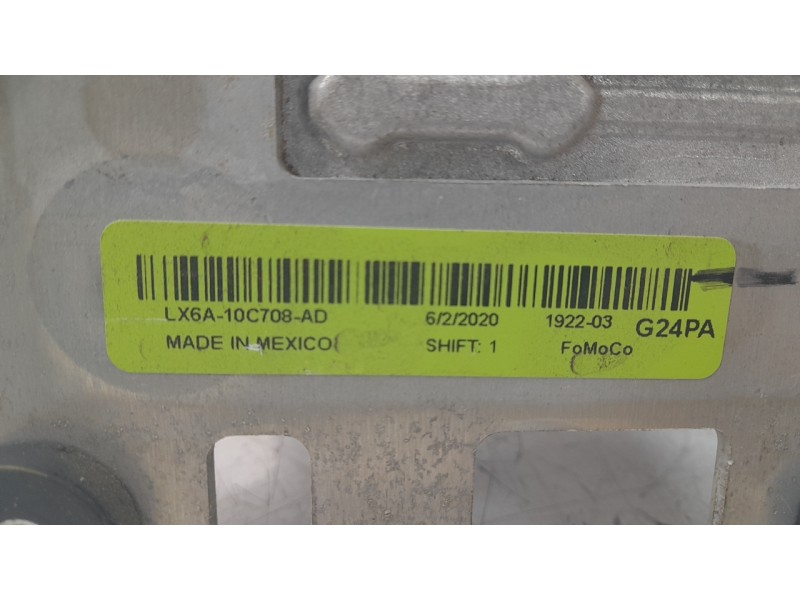 LX6A-10C708-AD 6/2/2020 1922-03 G24PA
MADE IN MEXICO SHIFT: 1 FoMoCo